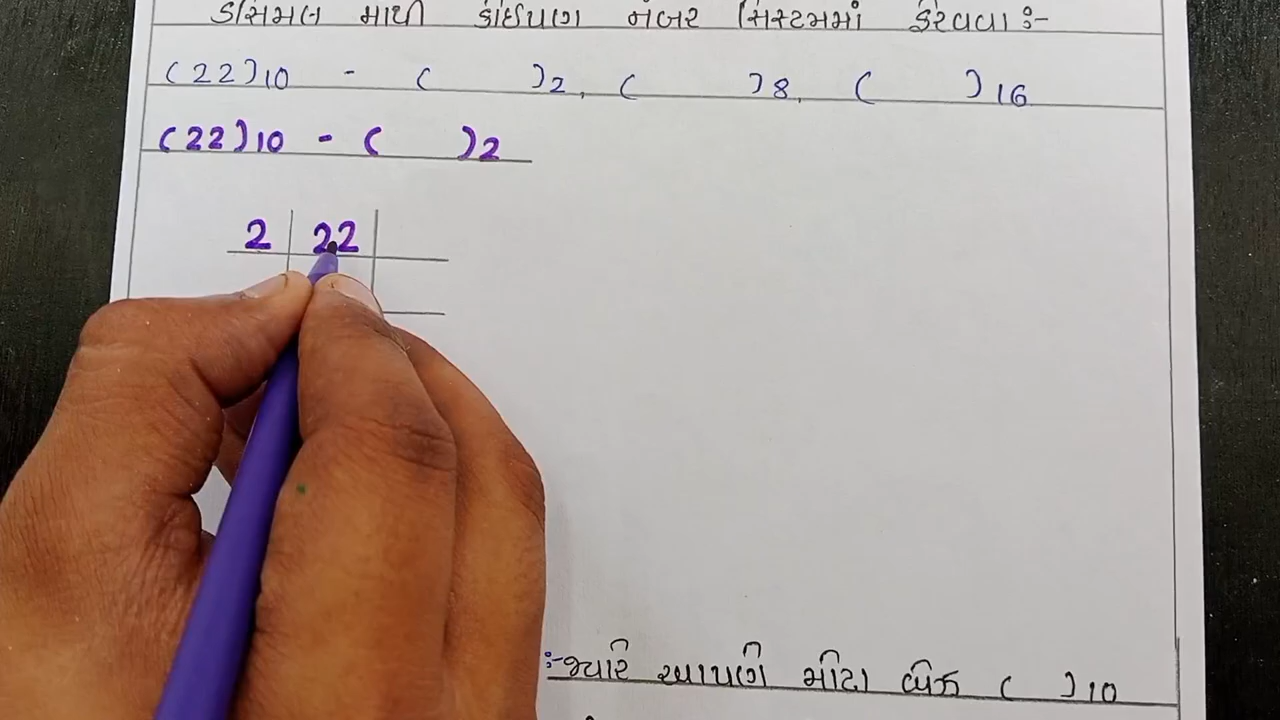 ડેસિમલ માથી કોઈપણ નંબર સિસ્ટમમાં ફેરવવા :-
(22)10 - ( )2, ( )8, ( )16
(22)10 - ( )2
2 22
:- જ્યારે આપણે મોટા ( )10